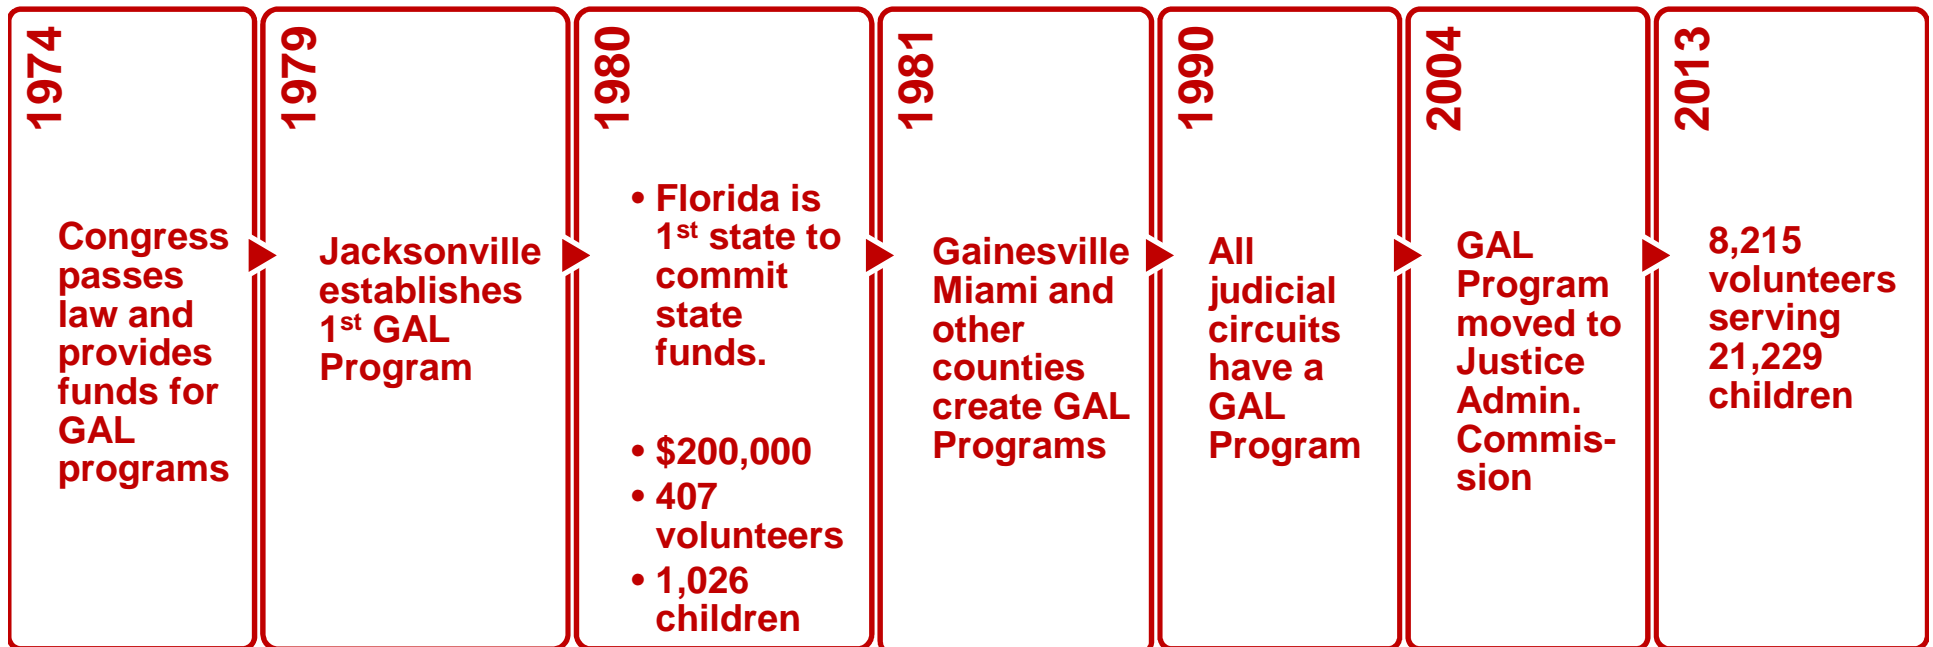 1974
Congress
passes
law and
provides
funds for
GAL
programs
1979
Jacksonville
establishes
1st GAL
Program
1980
• Florida is
1st state to
commit
state
funds.
• $200,000
• 407
volunteers
• 1,026
children
1981
Gainesville
Miami and
other
counties
create GAL
Programs
1990
All
judicial
circuits
have a
GAL
Program
2004
GAL
Program
moved to
Justice
Admin.
Commis-
sion
2013
8,215
volunteers
serving
21,229
children